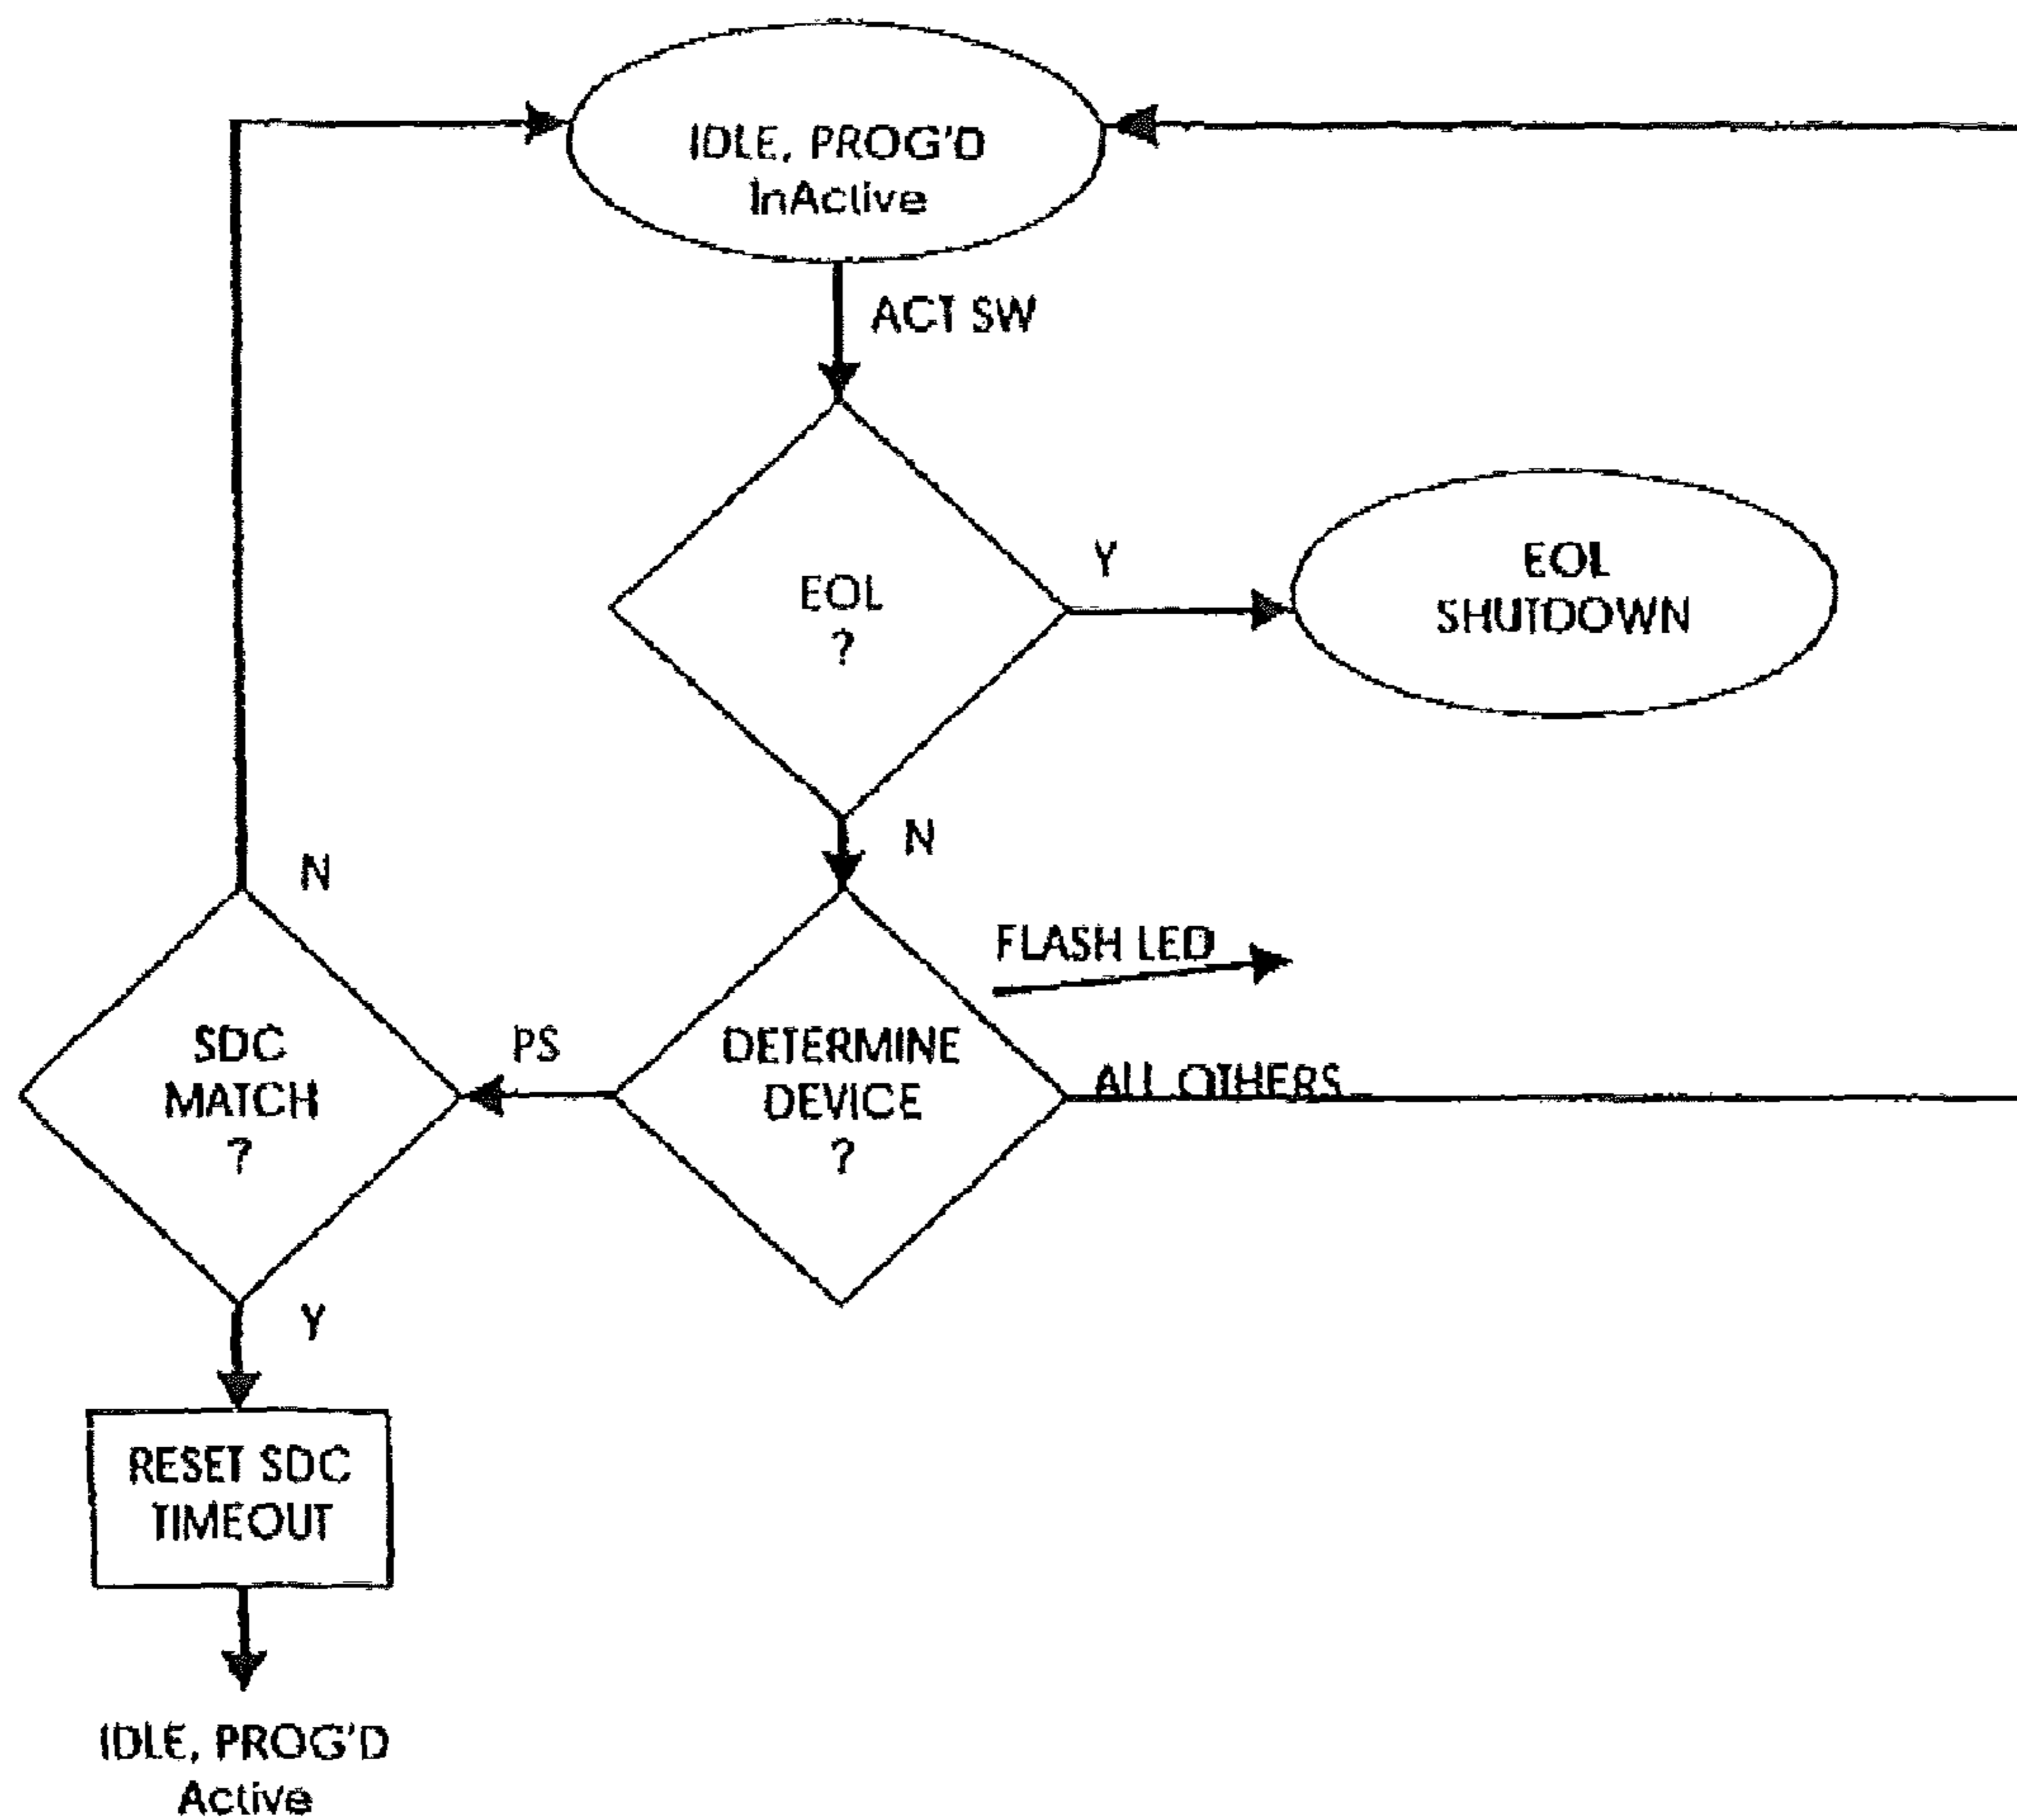 IDLE, PROG'D
InActive
ACT SW
EOL
?
Y
EOL
SHUTDOWN
N
N
FLASH LED
SDC
MATCH
?
PS
DETERMINE
DEVICE
?
ALL OTHERS
Y
RESET SDC
TIMEOUT
IDLE, PROG'D
Active